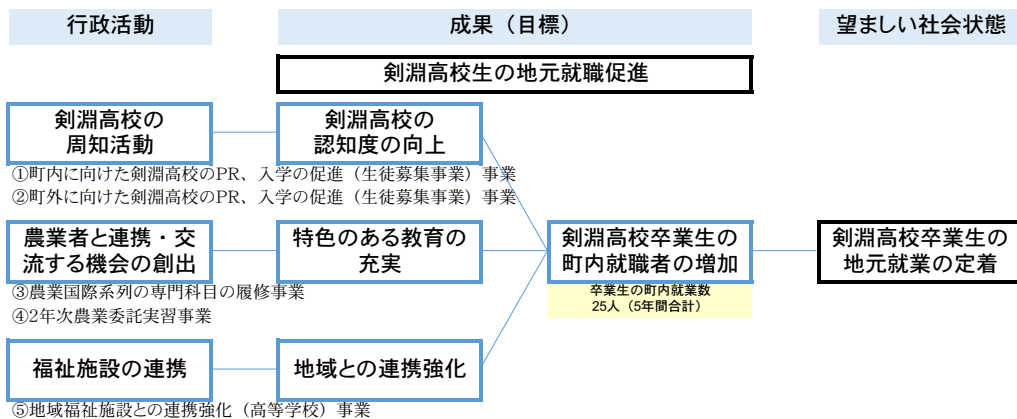 行政活動
成果（目標）
望ましい社会状態
剣淵高校生の地元就職促進
剣淵高校の
周知活動
剣淵高校の
認知度の向上
①町内に向けた剣淵高校のPR、入学の促進（生徒募集事業）事業
②町外に向けた剣淵高校のPR、入学の促進（生徒募集事業）事業
農業者と連携・交
流する機会の創出
特色のある教育の
充実
剣淵高校卒業生の
町内就職者の増加
剣淵高校卒業生の
地元就業の定着
卒業生の町内就業数
25人（5年間合計）
③農業国際系列の専門科目の履修事業
④2年次農業委託実習事業
福祉施設の連携
地域との連携強化
⑤地域福祉施設との連携強化（高等学校）事業